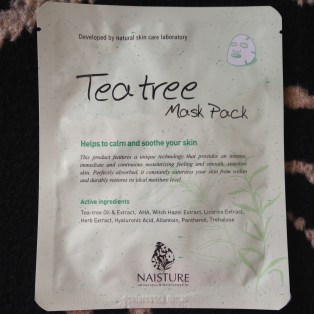 Developed by natural skin care laboratory
Tea tree
Mask Pack
Helps to calm and soothe your skin
This product features a unique technology that provides an intense,
immediate and continuous moisturizing feeling and smooth, sensitive
skin. Perfectly absorbed, it constantly saturates your skin from within
and durably restores its ideal moisture level.
Active ingredients
Tea-tree Oil & Extract, AHA, Witch Hazel Extract, Licorice Extract,
Herb Extract, Hyaluronic Acid, Allantoin, Panthenol, Trehalose
NAISTURE